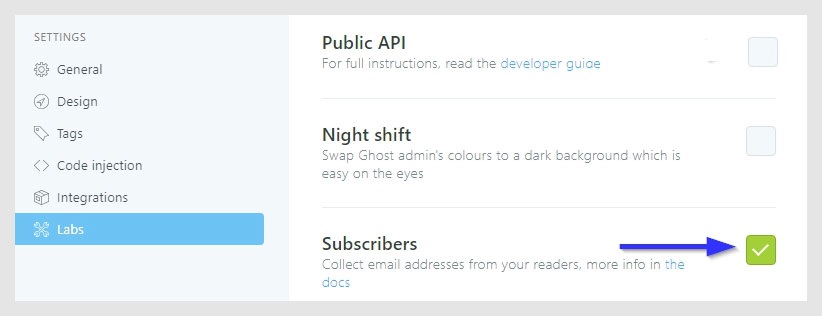 SETTINGS
General
Design
Tags
Code injection
Integrations
Labs
Public API
For full instructions, read the developer guide
Night shift
Swap Ghost admin's colours to a dark background which is
easy on the eyes
Subscribers
Collect email addresses from your readers, more info in the
docs